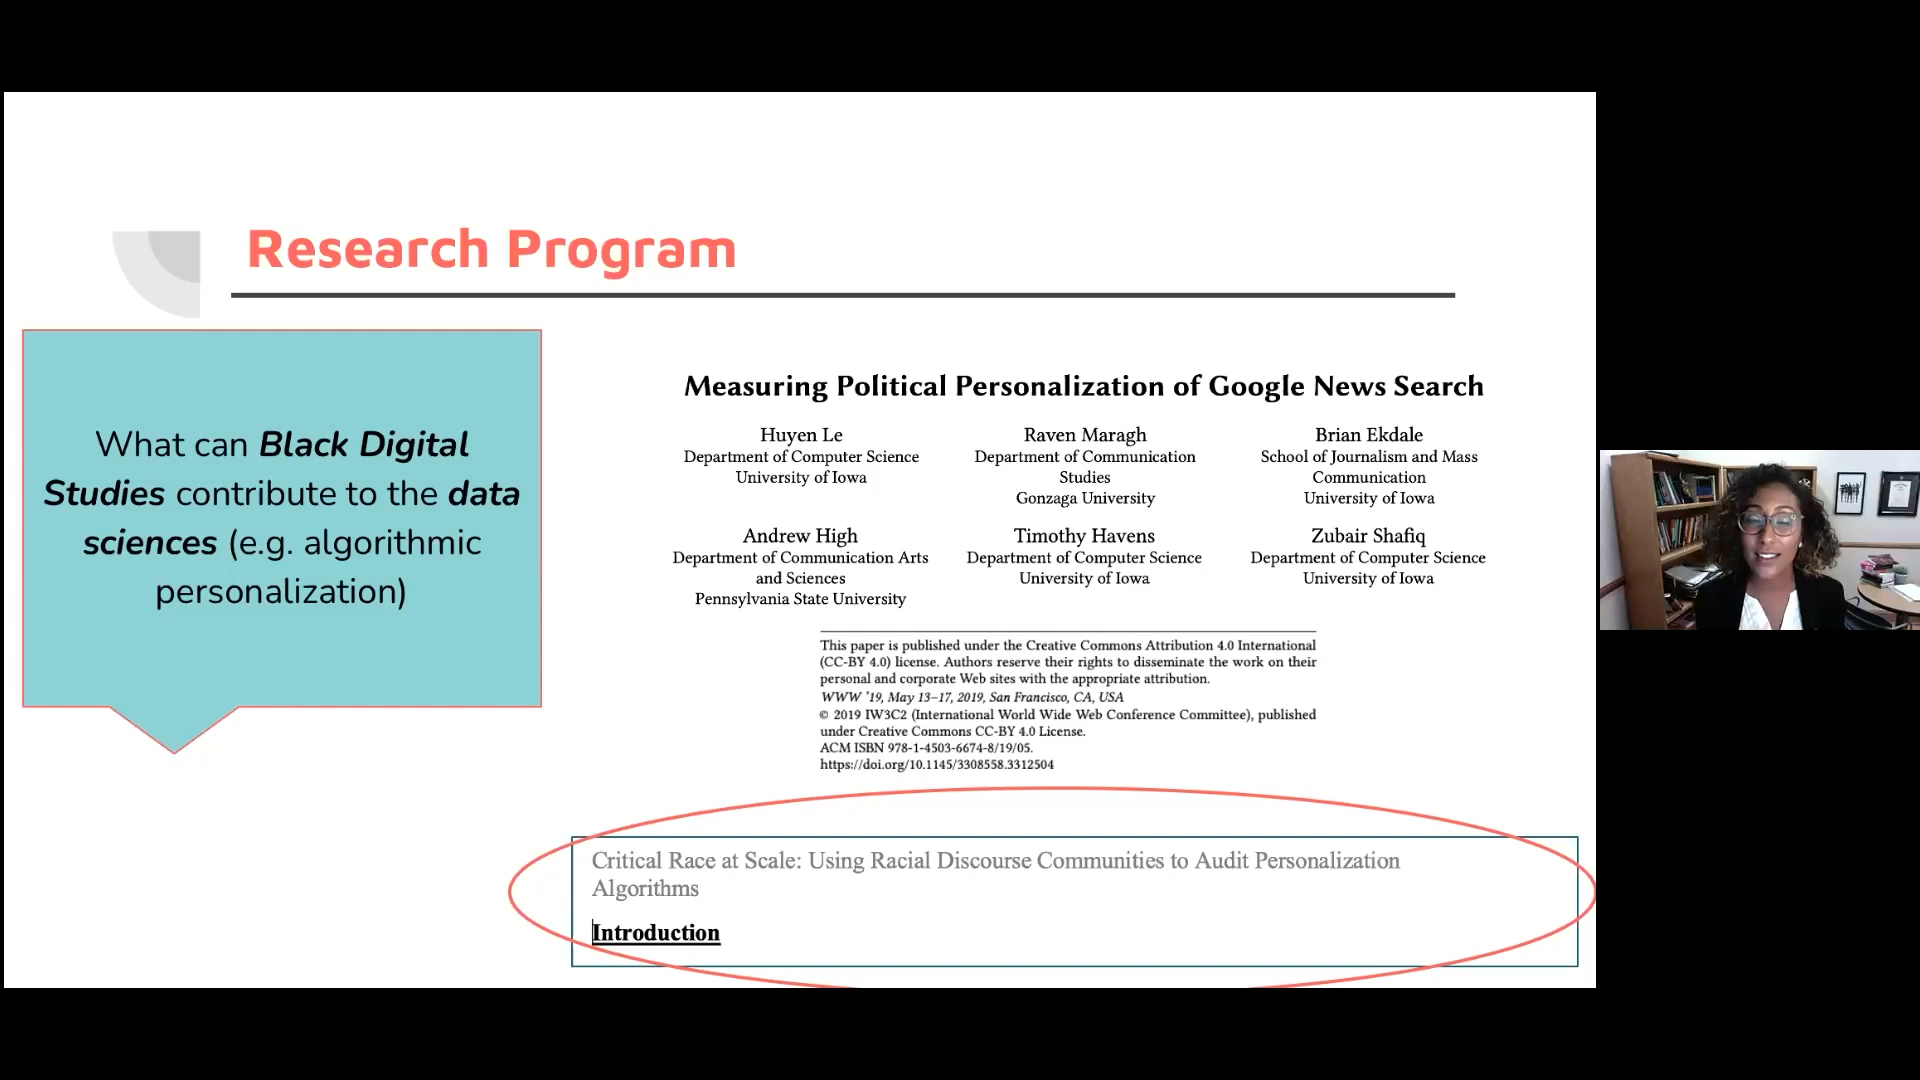 Research Program
What can Black Digital
Studies contribute to the data
sciences (e.g. algorithmic
personalization)
Measuring Political Personalization of Google News Search
Huyen Le
Department of Computer Science
University of Iowa
Raven Maragh
Department of Communication
Studies
Gonzaga University
Brian Ekdale
School of Journalism and Mass
Communication
University of Iowa
Andrew High
Department of Communication Arts
and Sciences
Pennsylvania State University
Timothy Havens
Department of Computer Science
University of Iowa
Zubair Shafiq
Department of Computer Science
University of Iowa
This paper is published under the Creative Commons Attribution 4.0 International
(CC-BY 4.0) license. Authors reserve their rights to disseminate the work on their
personal and corporate Web sites with the appropriate attribution.
WWW '19, May 13–17, 2019, San Francisco, CA, USA
© 2019 IW3C2 (International World Wide Web Conference Committee), published
under Creative Commons CC-BY 4.0 License.
ACM ISBN 978-1-4503-6674-8/19/05.
https://doi.org/10.1145/3308558.3312504
Critical Race at Scale: Using Racial Discourse Communities to Audit Personalization
Algorithms
Introduction